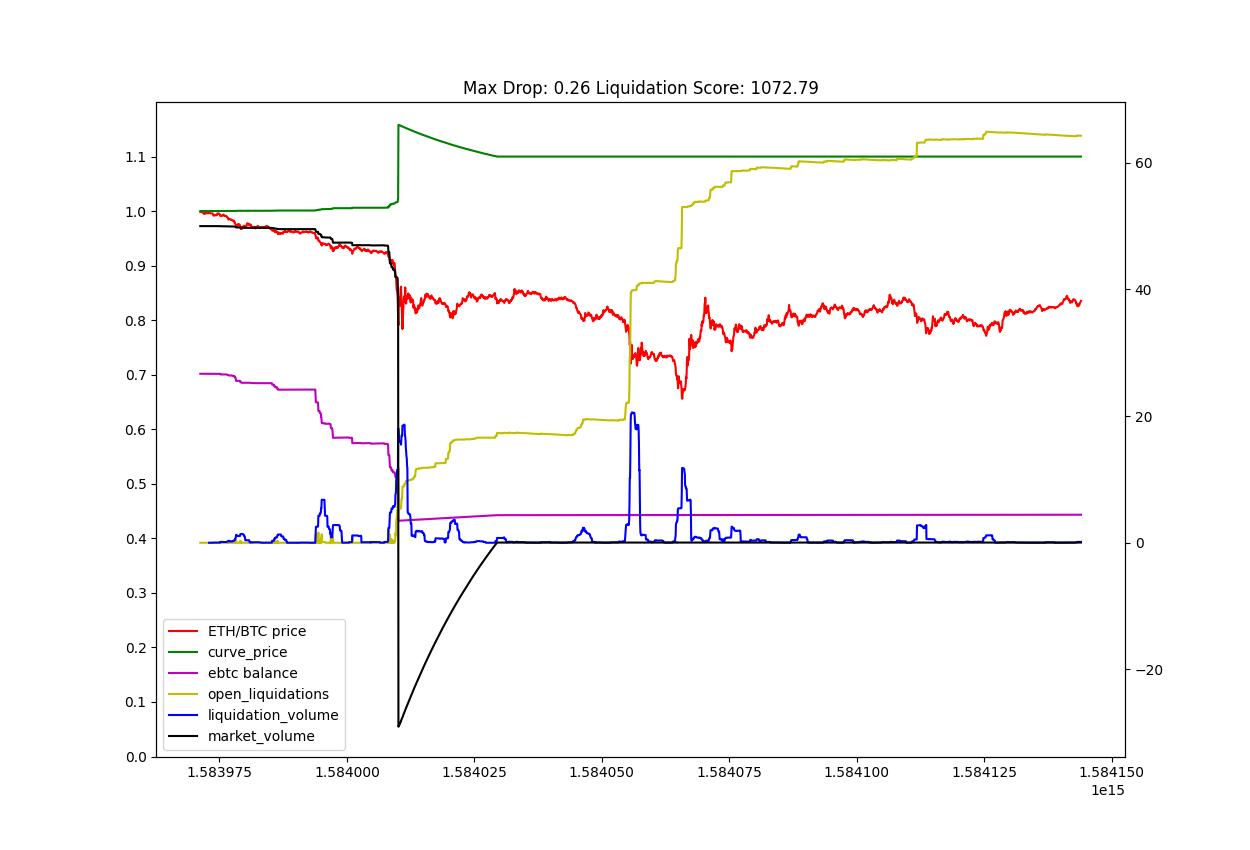 Max Drop: 0.26 Liquidation Score: 1072.79
1.1
1.0
0.9
0.8
0.7
0.6
0.5
0.4
0.3
0.2
0.1
0.0
60
40
20
0
−20
ETH/BTC price
curve_price
ebtc balance
open_liquidations
liquidation_volume
market_volume
1.583975 1.584000 1.584025 1.584050 1.584075 1.584100 1.584125 1.584150
1e15